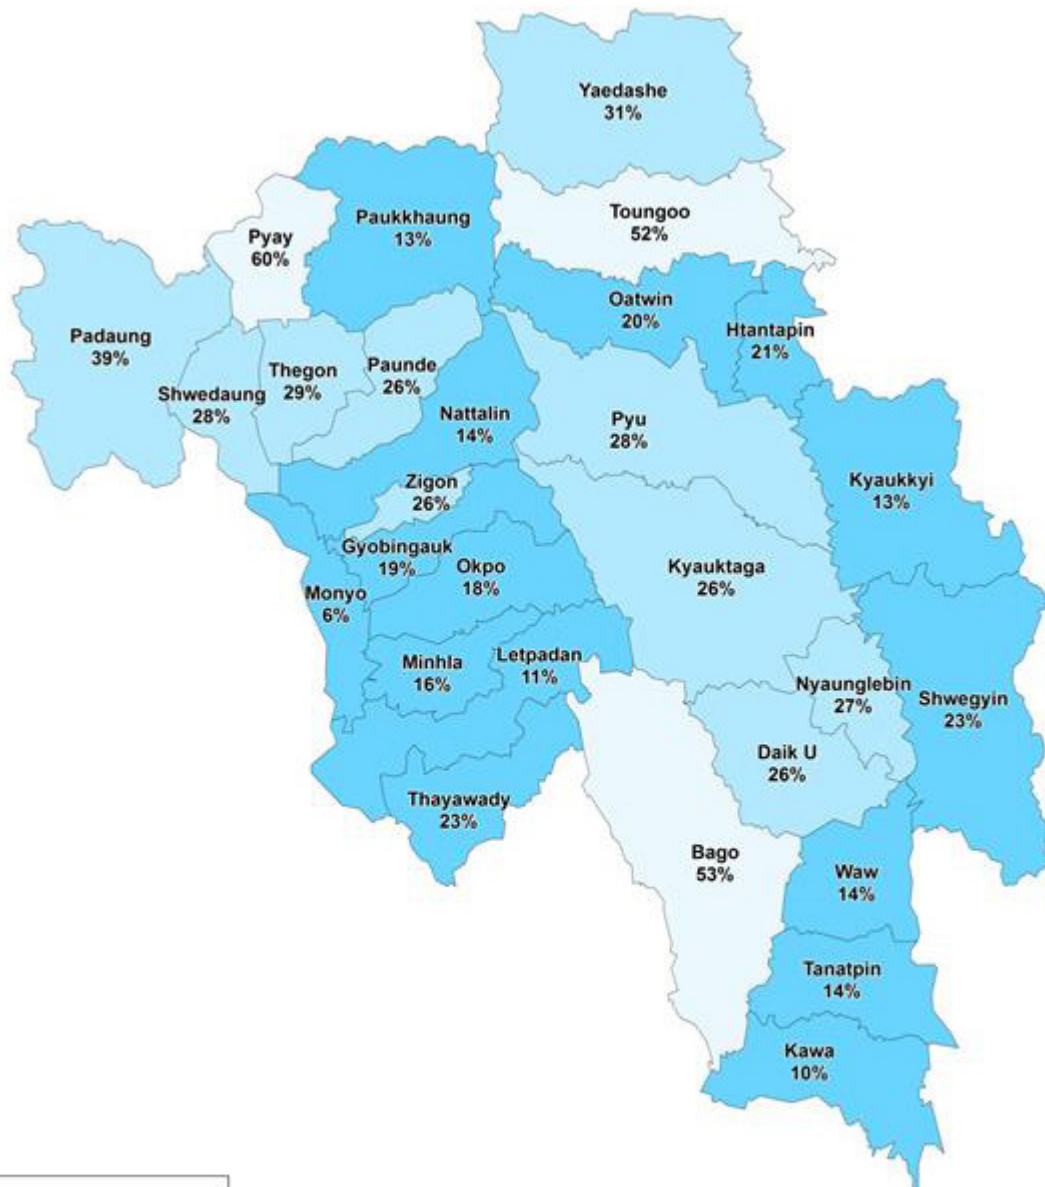 Yaedashe
31%
Toungoo
52%
Paukkhaung
13%
Pyay
60%
Oatwin
20%
Htantapin
21%
Padaung
39%
Shwedaung
28%
Thegon
29%
Paunde
26%
Nattalin
14%
Pyu
28%
Kyaukkyi
13%
Zigon
26%
Gyobingauk
19%
Okpo
18%
Kyauktaga
26%
Monyo
6%
Minhla
16%
Letpadan
11%
Nyaunglebin
27%
Shwegyin
23%
Daik U
26%
Thayawady
23%
Bago
53%
Waw
14%
Tanatpin
14%
Kawa
10%